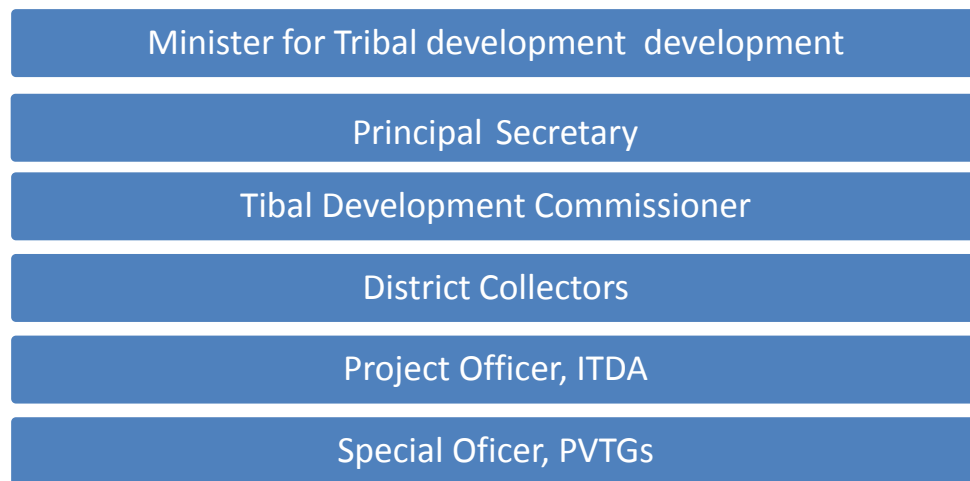 Minister for Tribal development  development
Principal Secretary
Tibal Development Commissioner
District Collectors
Project Officer, ITDA
Special Oficer, PVTGs